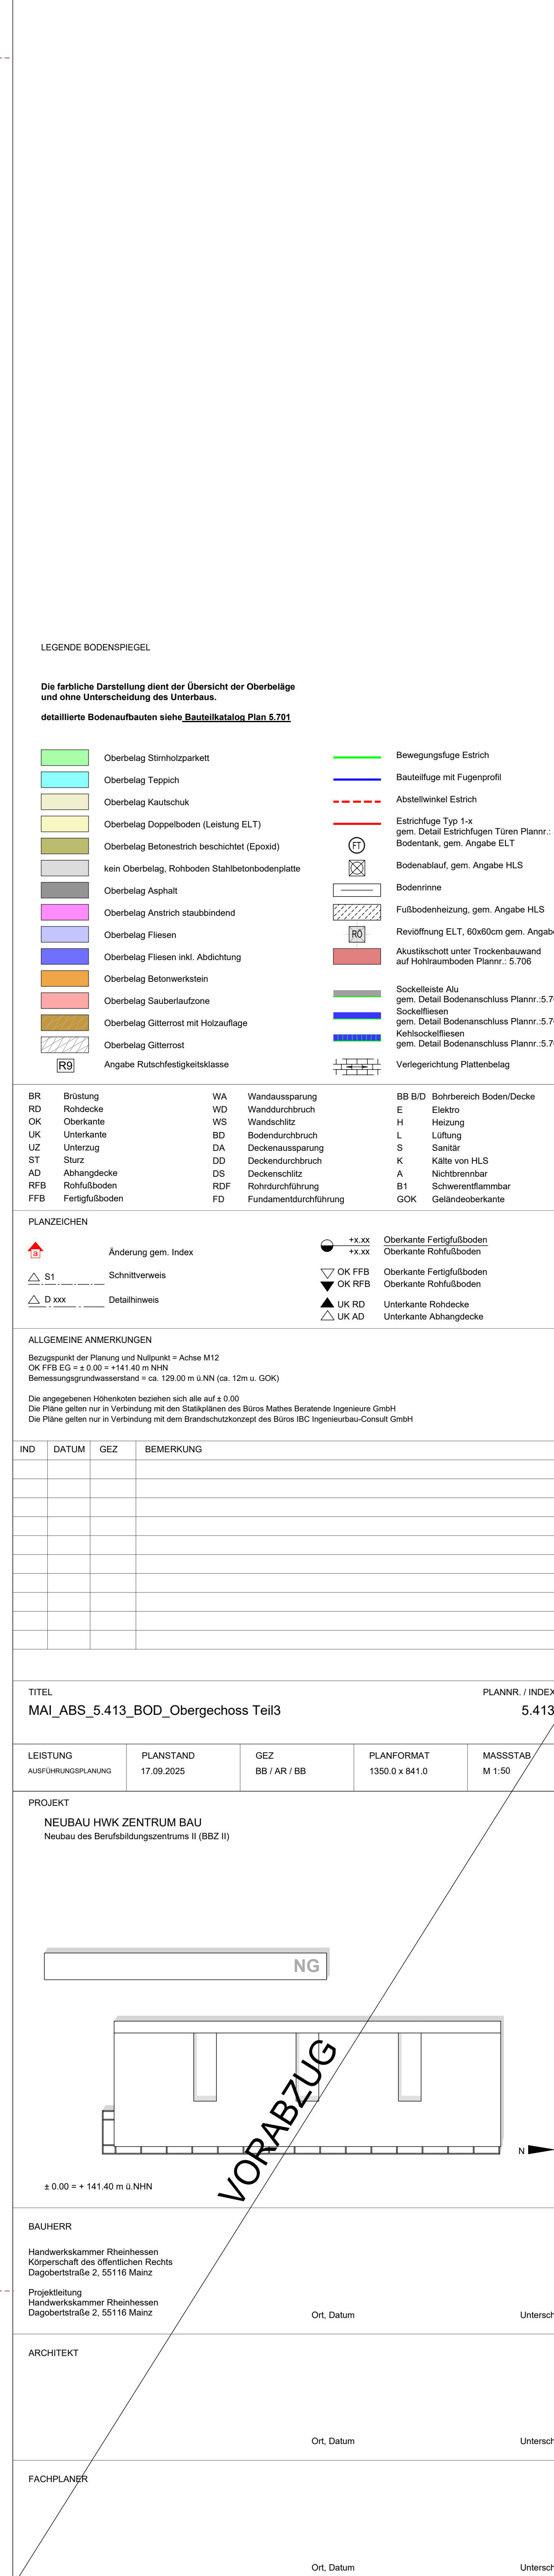 LEGENDE BODENSPIEGEL
Die farbliche Darstellung dient der Übersicht der Oberbeläge
und ohne Unterscheidung des Unterbaus.
detaillierte Bodenaufbauten siehe Bauteilkatalog Plan 5.701
Oberbelag Stirnholzparkett
Oberbelag Teppich
Oberbelag Kautschuk
Oberbelag Doppelboden (Leistung ELT)
Oberbelag Betonestrich beschichtet (Epoxid)
kein Oberbelag, Rohboden Stahlbetonbodenplatte
Oberbelag Asphalt
Oberbelag Anstrich staubbindend
Oberbelag Fliesen
Oberbelag Fliesen inkl. Abdichtung
Oberbelag Betonwerkstein
Oberbelag Sauberlaufzone
Oberbelag Gitterrost mit Holzauflage
Oberbelag Gitterrost
R9 Angabe Rutschfestigkeitsklasse
Bewegungsfuge Estrich
Bauteilfuge mit Fugenprofil
Abstellwinkel Estrich
Estrichfuge Typ 1-x
gem. Detail Estrichfugen Türen Plannr.:
FT Bodentank, gem. Angabe ELT
Bodenablauf, gem. Angabe HLS
Bodenrinne
Fußbodenheizung, gem. Angabe HLS
RÖ Reviöffnung ELT, 60x60cm gem. Angabe
Akustikschott unter Trockenbauwand
auf Hohlraumboden Plannr.: 5.706
Sockelleiste Alu
gem. Detail Bodenanschluss Plannr.:5.70
Sockelfliesen
gem. Detail Bodenanschluss Plannr.:5.70
Kehlsockelfliesen
gem. Detail Bodenanschluss Plannr.:5.70
Verlegerichtung Plattenbelag
BR Brüstung
RD Rohdecke
OK Oberkante
UK Unterkante
UZ Unterzug
ST Sturz
AD Abhangdecke
RFB Rohfußboden
FFB Fertigfußboden
WA Wandaussparung
WD Wanddurchbruch
WS Wandschlitz
BD Bodendurchbruch
DA Deckenaussparung
DD Deckendurchbruch
DS Deckenschlitz
RDF Rohrdurchführung
FD Fundamentdurchführung
BB B/D Bohrbereich Boden/Decke
E Elektro
H Heizung
L Lüftung
S Sanitär
K Kälte von HLS
A Nichtbrennbar
B1 Schwerentflammbar
GOK Geländeoberkante
PLANZEICHEN
a Änderung gem. Index
S1 Schnittverweis
D xxx Detailhinweis
+x.xx Oberkante Fertigfußboden
+x.xx Oberkante Rohfußboden
OK FFB Oberkante Fertigfußboden
OK RFB Oberkante Rohfußboden
UK RD Unterkante Rohdecke
UK AD Unterkante Abhangdecke
ALLGEMEINE ANMERKUNGEN
Bezugspunkt der Planung und Nullpunkt = Achse M12
OK FFB EG = ± 0.00 = +141.40 m NHN
Bemessungsgrundwasserstand = ca. 129.00 m ü.NN (ca. 12m u. GOK)
Die angegebenen Höhenkoten beziehen sich alle auf ± 0.00
Die Pläne gelten nur in Verbindung mit den Statikplänen des Büros Mathes Beratende Ingenieure GmbH
Die Pläne gelten nur in Verbindung mit dem Brandschutzkonzept des Büros IBC Ingenieurbau-Consult GmbH
IND DATUM GEZ BEMERKUNG
TITEL PLANNR. / INDEX
MAI_ABS_5.413_BOD_Obergechoss Teil3 5.413
LEISTUNG PLANSTAND GEZ PLANFORMAT MASSSTAB
AUSFÜHRUNGSPLANUNG 17.09.2025 BB / AR / BB 1350.0 x 841.0 M 1:50
PROJEKT
NEUBAU HWK ZENTRUM BAU
Neubau des Berufsbildungszentrums II (BBZ II)
NG
VORABZUG
N
± 0.00 = + 141.40 m ü.NHN
BAUHERR
Handwerkskammer Rheinhessen
Körperschaft des öffentlichen Rechts
Dagobertstraße 2, 55116 Mainz
Projektleitung
Handwerkskammer Rheinhessen
Dagobertstraße 2, 55116 Mainz
Ort, Datum Untersch
ARCHITEKT
Ort, Datum Untersch
FACHPLANER
Ort, Datum Untersch